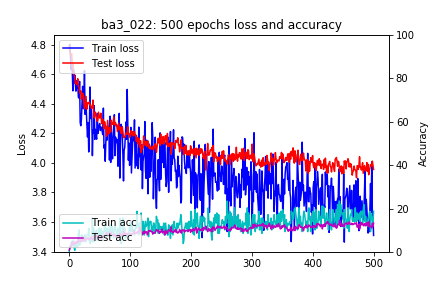 ba3_022: 500 epochs loss and accuracy
Train loss
Test loss
Train acc
Test acc
Loss
4.8
4.6
4.4
4.2
4.0
3.8
3.6
3.4
Accuracy
100
80
60
40
20
0
0 100 200 300 400 500